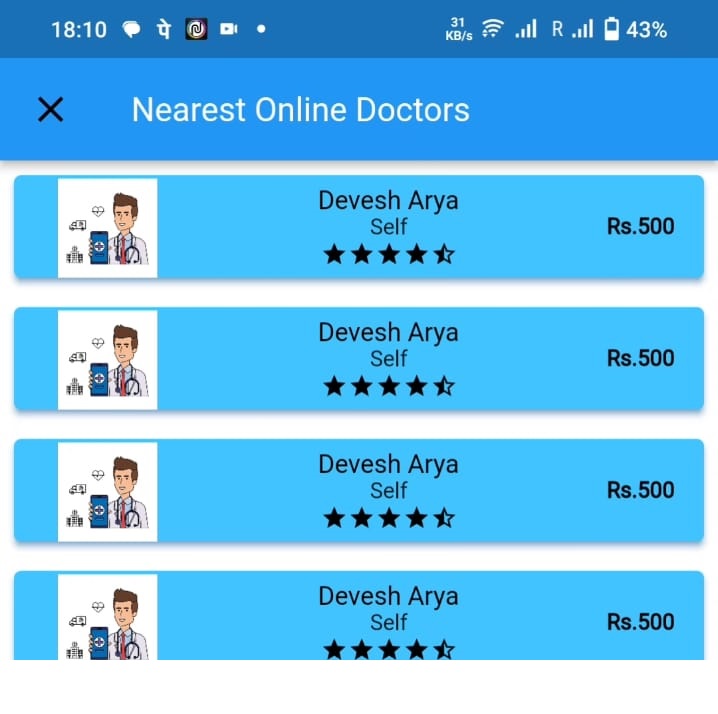 18:10 पे 31 KB/s R 43%
Nearest Online Doctors
Devesh Arya
Self
Rs.500
Devesh Arya
Self
Rs.500
Devesh Arya
Self
Rs.500
Devesh Arya
Self
Rs.500